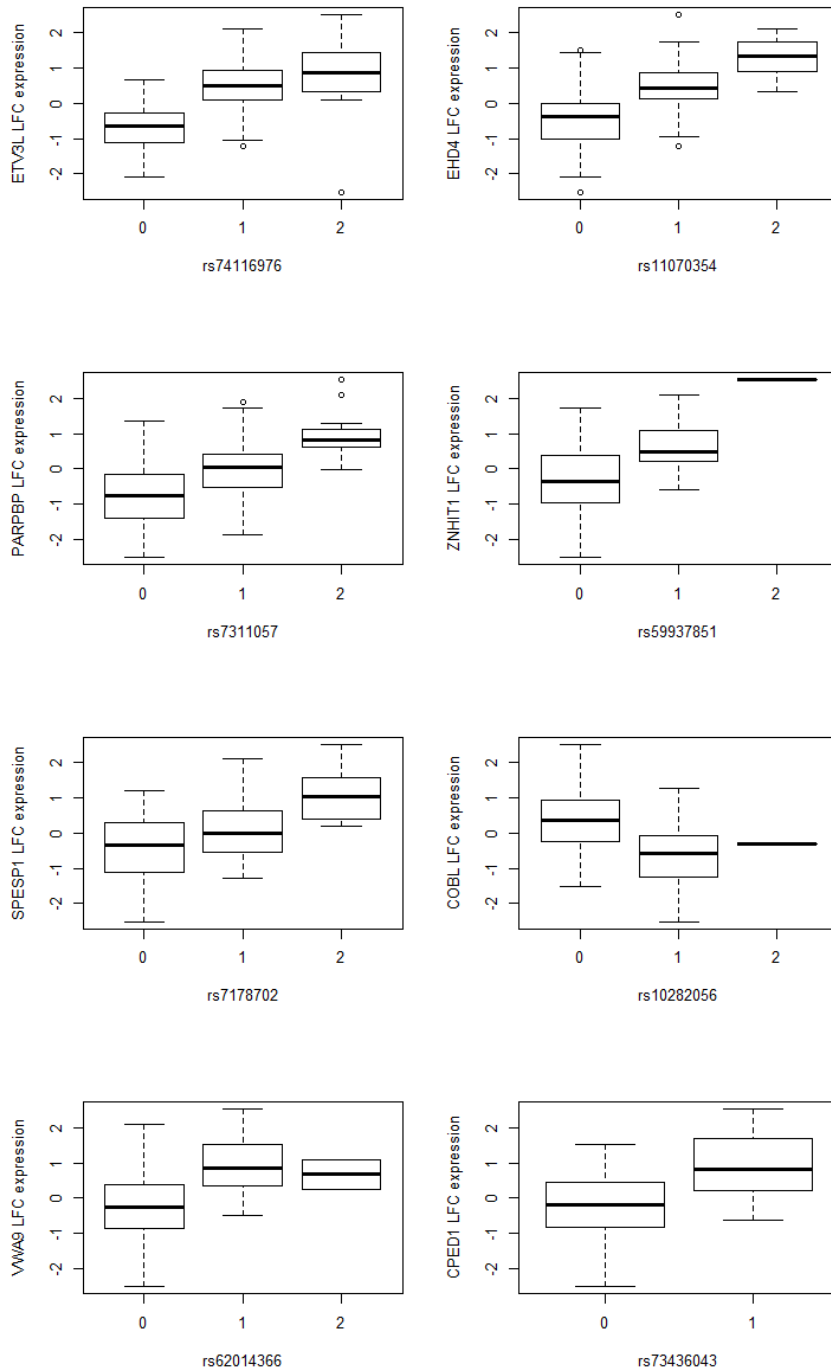 ETV3L LFC expression
2
1
0
-1
-2
0 1 2
rs74116976
EHD4 LFC expression
2
1
0
-1
-2
0 1 2
rs11070354
PARPBP LFC expression
2
1
0
-1
-2
0 1 2
rs7311057
ZNHIT1 LFC expression
2
1
0
-1
-2
0 1 2
rs59937851
SPESP1 LFC expression
2
1
0
-1
-2
0 1 2
rs7178702
COBL LFC expression
2
1
0
-1
-2
0 1 2
rs10282056
VWA9 LFC expression
2
1
0
-1
-2
0 1 2
rs62014366
CPED1 LFC expression
2
1
0
-1
-2
0 1
rs73436043